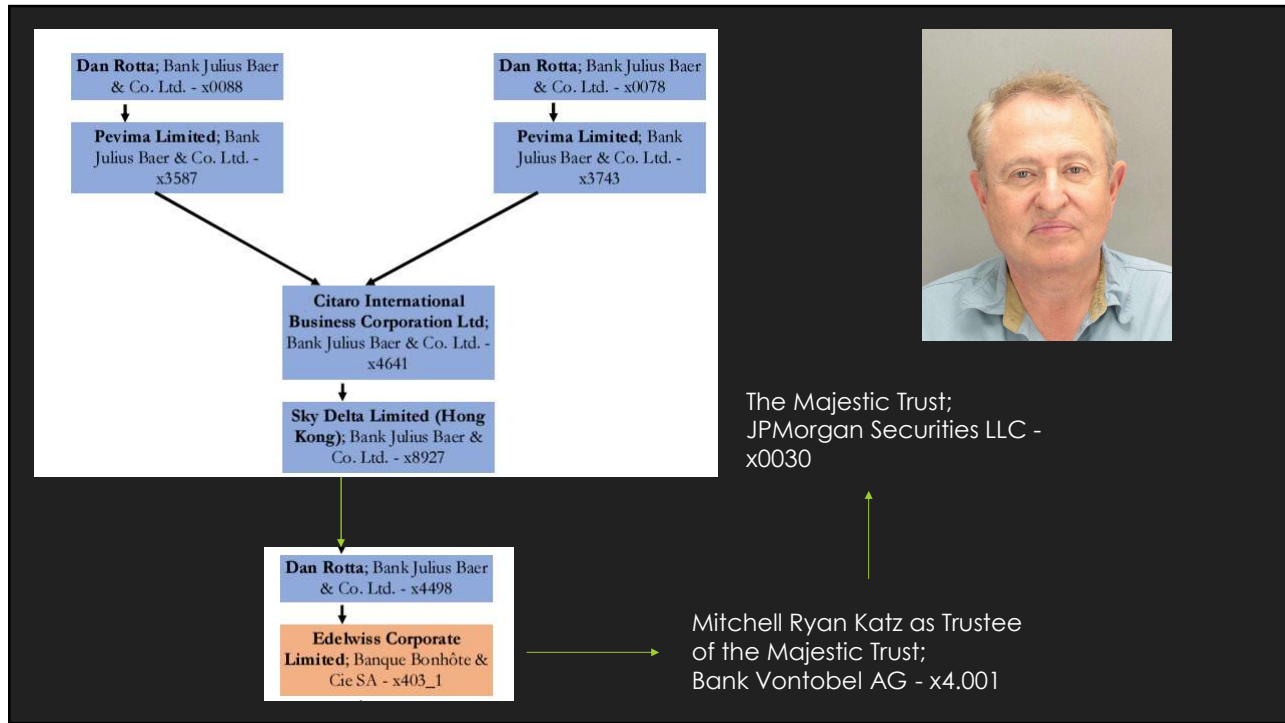 Dan Rotta; Bank Julius Baer
& Co. Ltd. - x0088
Dan Rotta; Bank Julius Baer
& Co. Ltd. - x0078
Pevima Limited; Bank
Julius Baer & Co. Ltd. -
x3587
Pevima Limited; Bank
Julius Baer & Co. Ltd. -
x3743
Citaro International
Business Corporation Ltd;
Bank Julius Baer & Co. Ltd. -
x4641
Sky Delta Limited (Hong
Kong); Bank Julius Baer &
Co. Ltd. - x8927
Dan Rotta; Bank Julius Baer
& Co. Ltd. - x4498
Edelwiss Corporate
Limited; Banque Bonhôte &
Cie SA - x403_1
Mitchell Ryan Katz as Trustee
of the Majestic Trust;
Bank Vontobel AG - x4.001
The Majestic Trust;
JPMorgan Securities LLC -
x0030